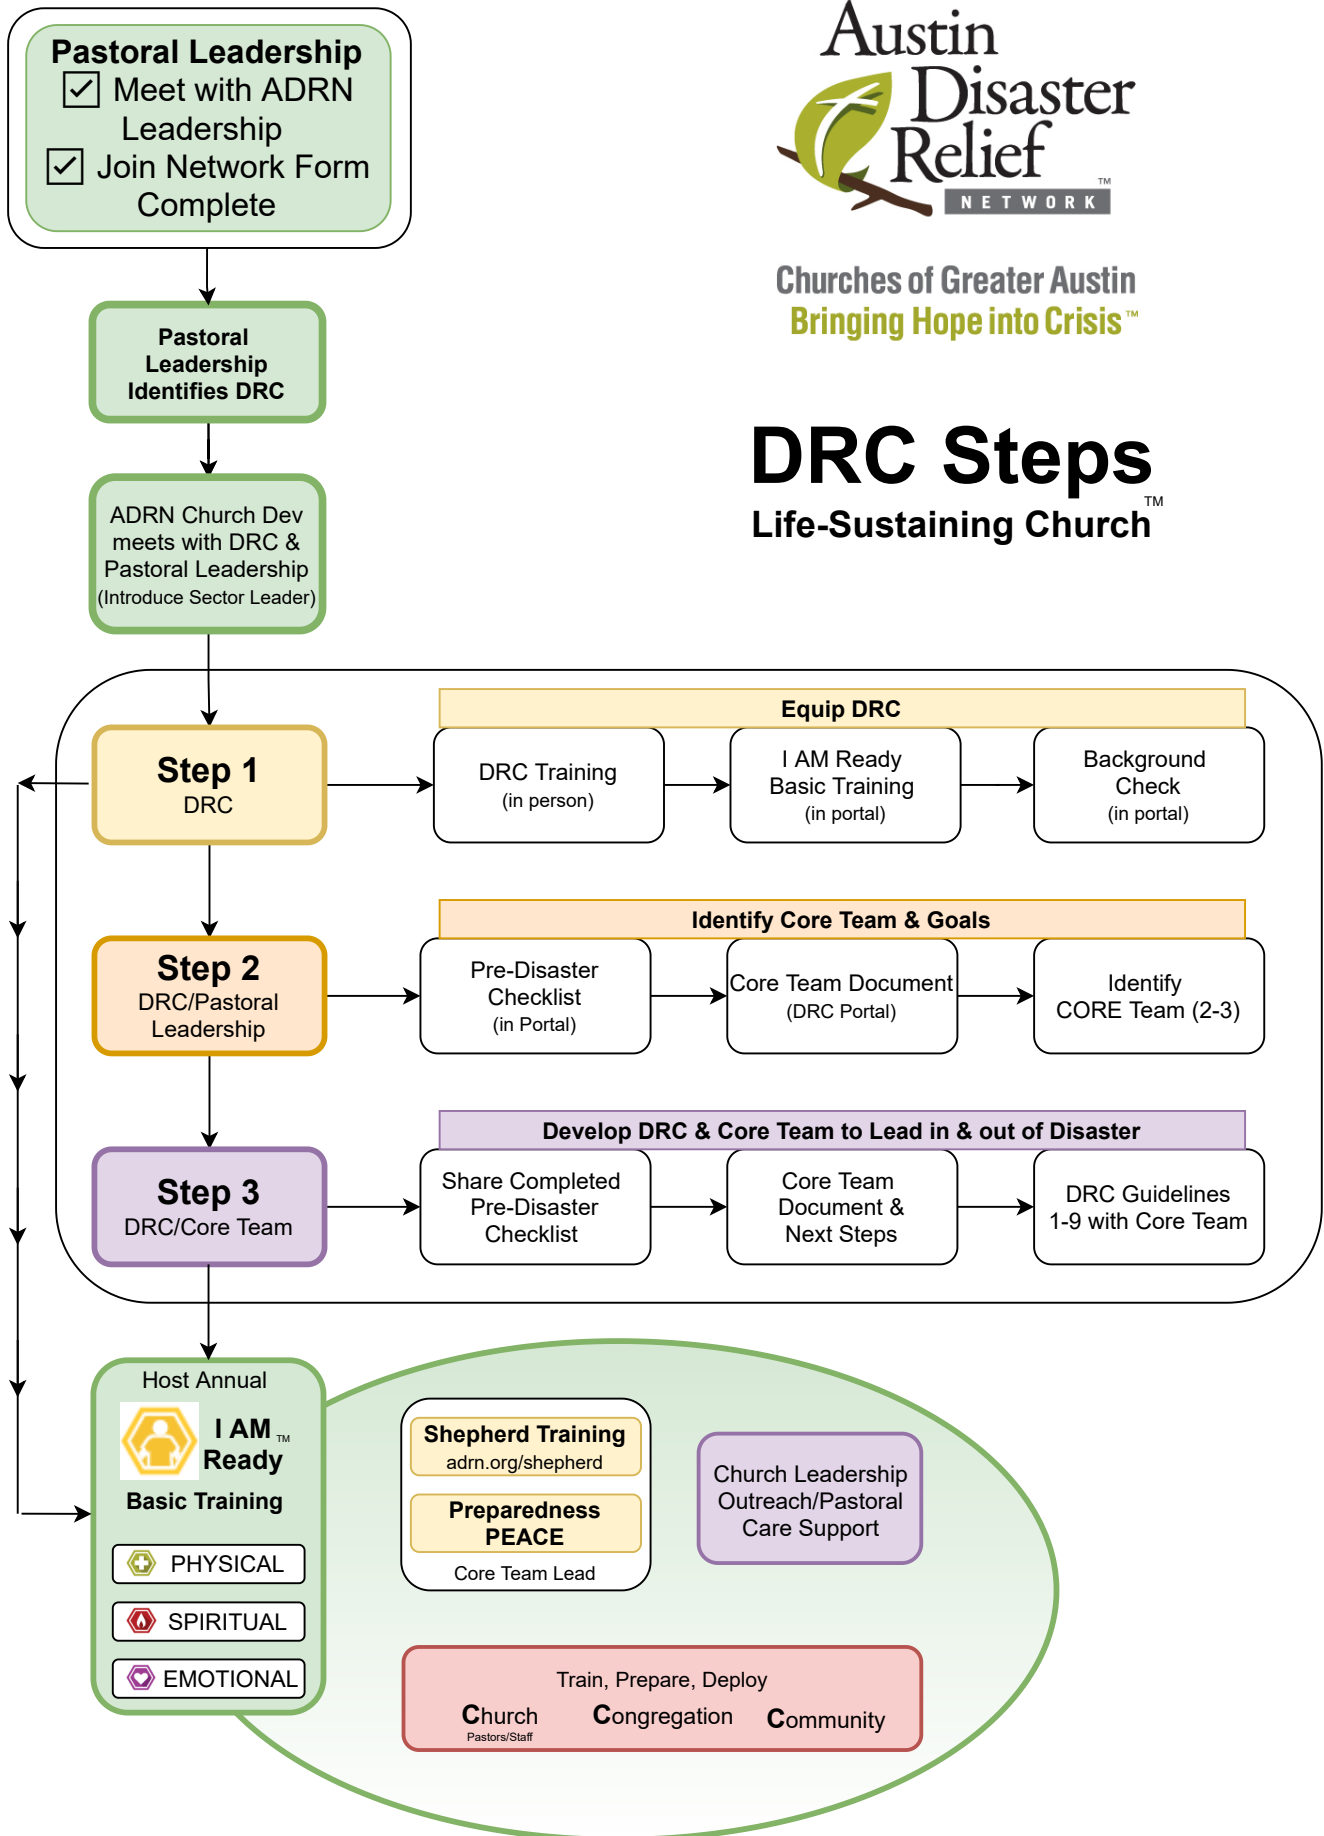 Pastoral Leadership
Meet with ADRN
Leadership
Join Network Form
Complete
Austin
Disaster
Relief
NETWORK™
Churches of Greater Austin
Bringing Hope into Crisis™
Pastoral
Leadership
Identifies DRC
DRC Steps
Life-Sustaining Church™
ADRN Church Dev
meets with DRC &
Pastoral Leadership
(Introduce Sector Leader)
Step 1
DRC
Equip DRC
DRC Training
(in person)
I AM Ready
Basic Training
(in portal)
Background
Check
(in portal)
Step 2
DRC/Pastoral
Leadership
Identify Core Team & Goals
Pre-Disaster
Checklist
(in Portal)
Core Team Document
(DRC Portal)
Identify
CORE Team (2-3)
Step 3
DRC/Core Team
Develop DRC & Core Team to Lead in & out of Disaster
Share Completed
Pre-Disaster
Checklist
Core Team
Document &
Next Steps
DRC Guidelines
1-9 with Core Team
Host Annual
I AM™
Ready
Basic Training
PHYSICAL
SPIRITUAL
EMOTIONAL
Shepherd Training
adrn.org/shepherd
Preparedness
PEACE
Core Team Lead
Church Leadership
Outreach/Pastoral
Care Support
Train, Prepare, Deploy
Church Congregation Community
Pastors/Staff